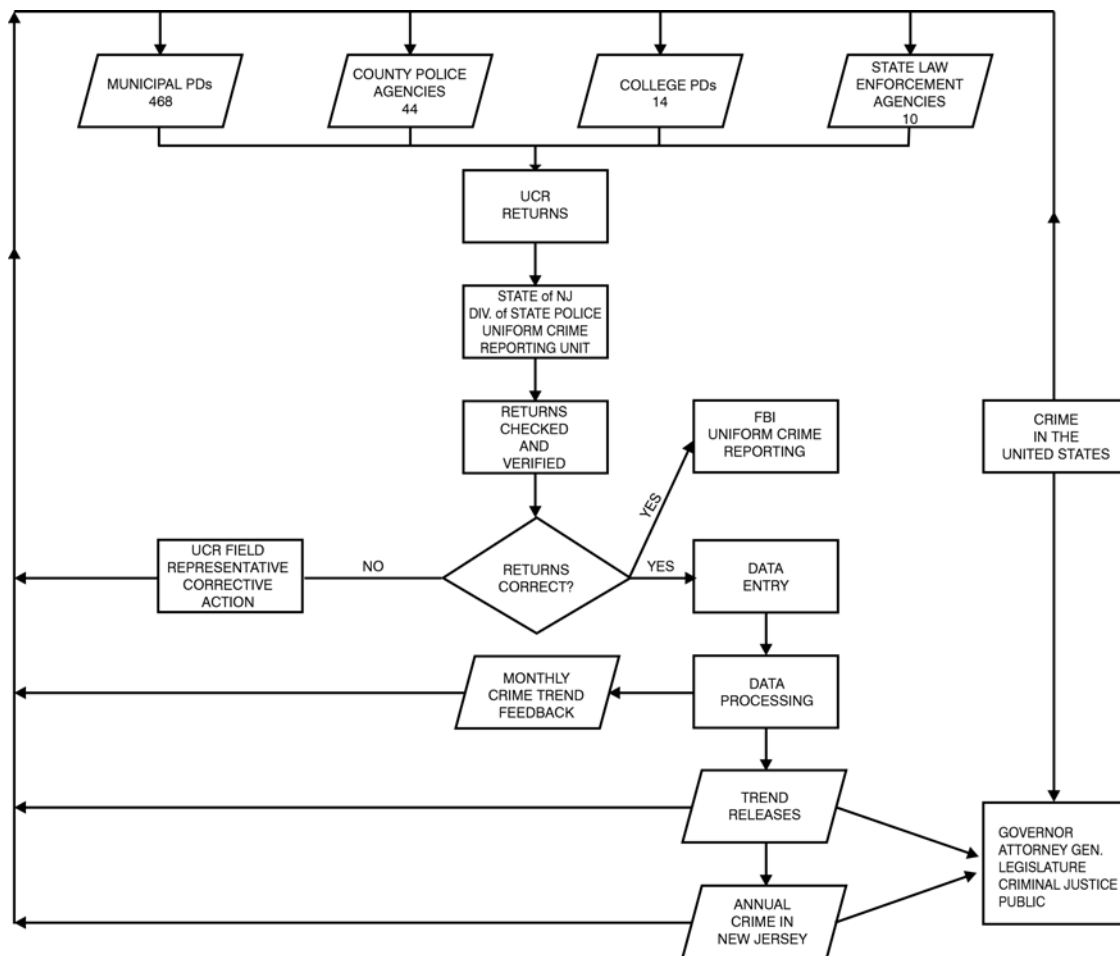 MUNICIPAL PDs
468
COUNTY POLICE
AGENCIES
44
COLLEGE PDs
14
STATE LAW
ENFORCEMENT
AGENCIES
10
UCR
RETURNS
STATE of NJ
DIV. of STATE POLICE
UNIFORM CRIME
REPORTING UNIT
RETURNS
CHECKED
AND
VERIFIED
FBI
UNIFORM CRIME
REPORTING
CRIME
IN THE
UNITED STATES
YES
UCR FIELD
REPRESENTATIVE
CORRECTIVE
ACTION
NO
RETURNS
CORRECT?
YES
DATA
ENTRY
MONTHLY
CRIME TREND
FEEDBACK
DATA
PROCESSING
TREND
RELEASES
GOVERNOR
ATTORNEY GEN.
LEGISLATURE
CRIMINAL JUSTICE
PUBLIC
ANNUAL
CRIME IN
NEW JERSEY